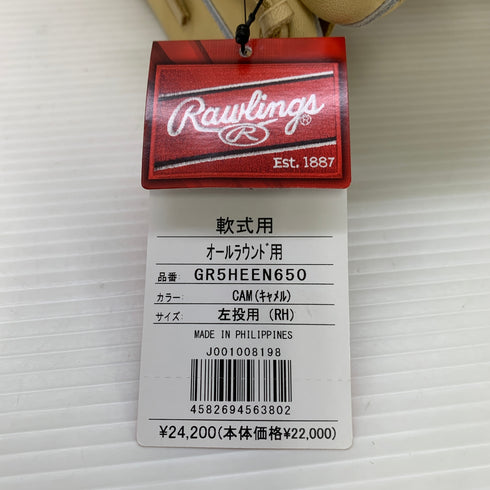 Rawlings
R
Est. 1887
軟式用
オールラウンド用
品番: GR5HEEN650
カラー: CAM(キャメル)
サイズ: 左投用 (RH)
MADE IN PHILIPPINES
J001008198
4582694563802
¥24,200(本体価格¥22,000)